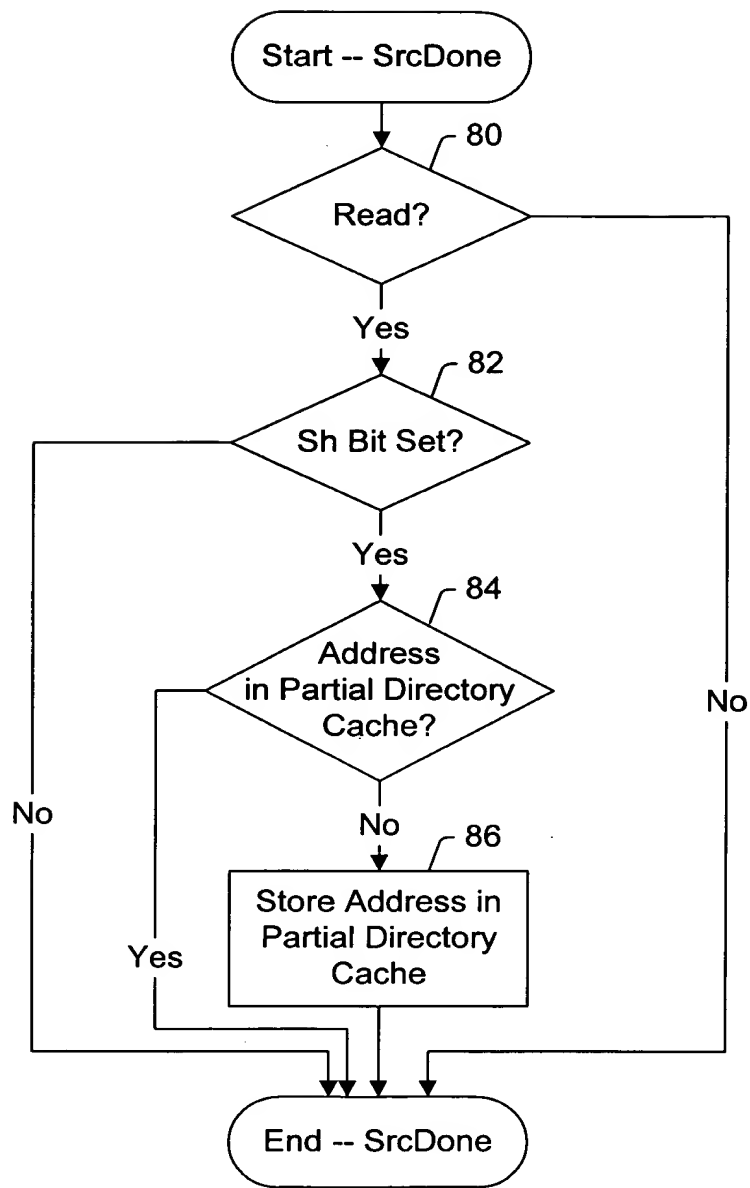 Start -- SrcDone
80
Read?
Yes
82
Sh Bit Set?
Yes
84
Address
in Partial Directory
Cache?
No
No
No
86
Store Address in
Partial Directory
Cache
Yes
End -- SrcDone